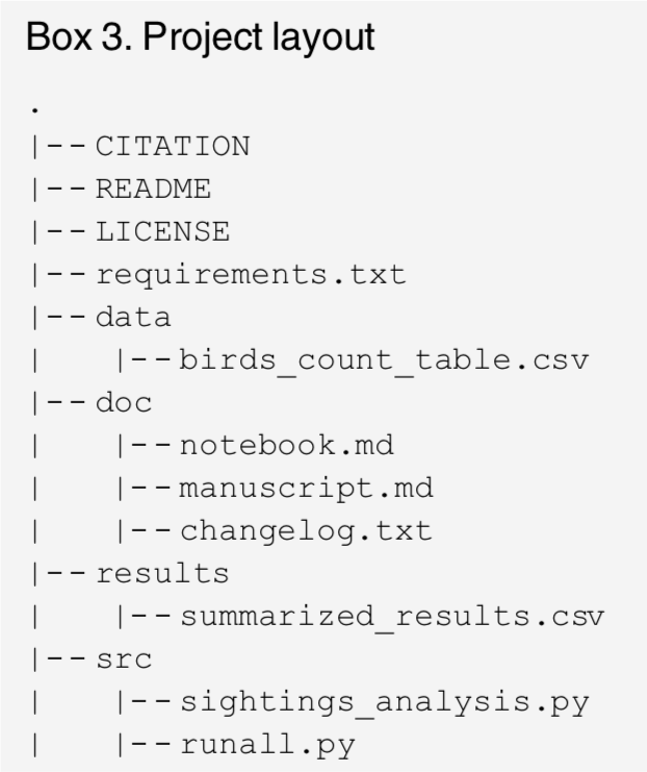 Box 3. Project layout
.
|-- CITATION
|-- README
|-- LICENSE
|-- requirements.txt
|-- data
|   |-- birds_count_table.csv
|-- doc
|   |-- notebook.md
|   |-- manuscript.md
|   |-- changelog.txt
|-- results
|   |-- summarized_results.csv
|-- src
|   |-- sightings_analysis.py
|   |-- runall.py